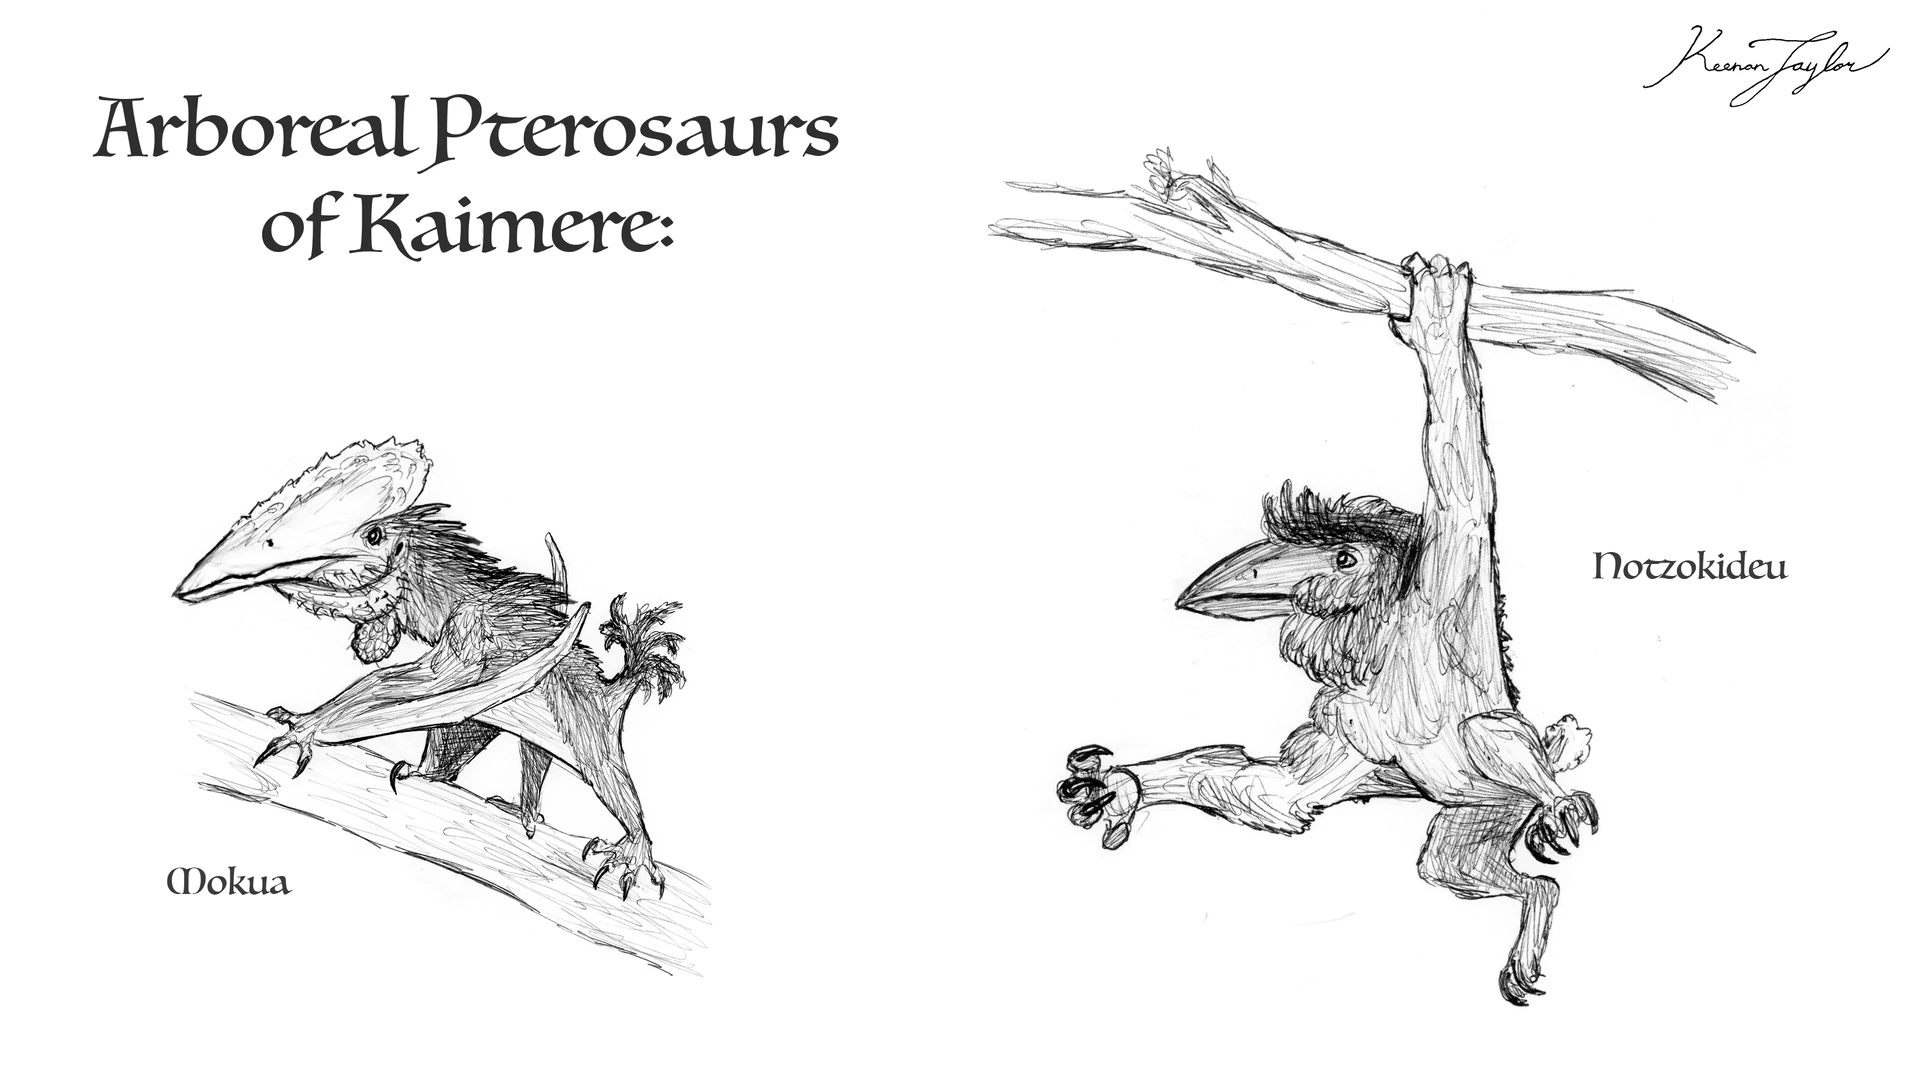 Keenan Taylor
Arboreal Pterosaurs
of Kaimere:
Notzokideu
Mokua